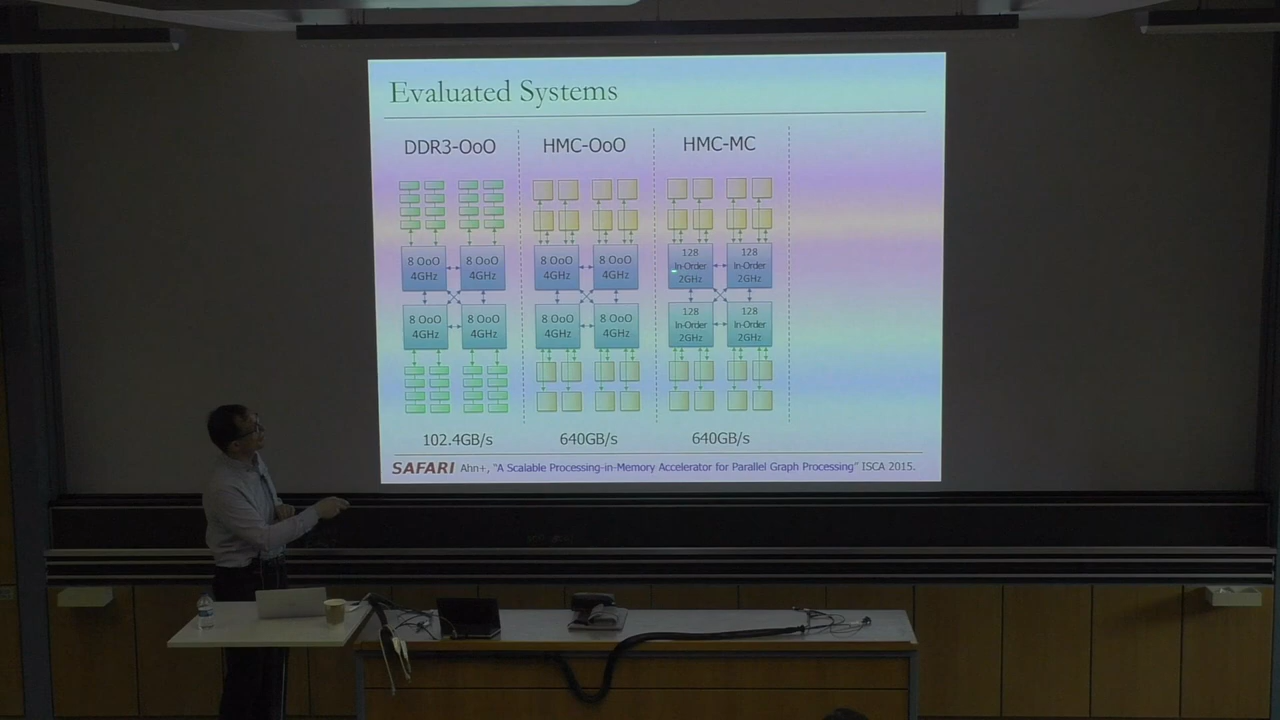 Evaluated Systems
DDR3-OoO
HMC-OoO
HMC-MC
8 OoO
4GHz
8 OoO
4GHz
8 OoO
4GHz
8 OoO
4GHz
8 OoO
4GHz
8 OoO
4GHz
8 OoO
4GHz
8 OoO
4GHz
128
In-Order
2GHz
128
In-Order
2GHz
128
In-Order
2GHz
128
In-Order
2GHz
102.4GB/s
640GB/s
640GB/s
SAFARI Ahn+, "A Scalable Processing-in-Memory Accelerator for Parallel Graph Processing" ISCA 2015.